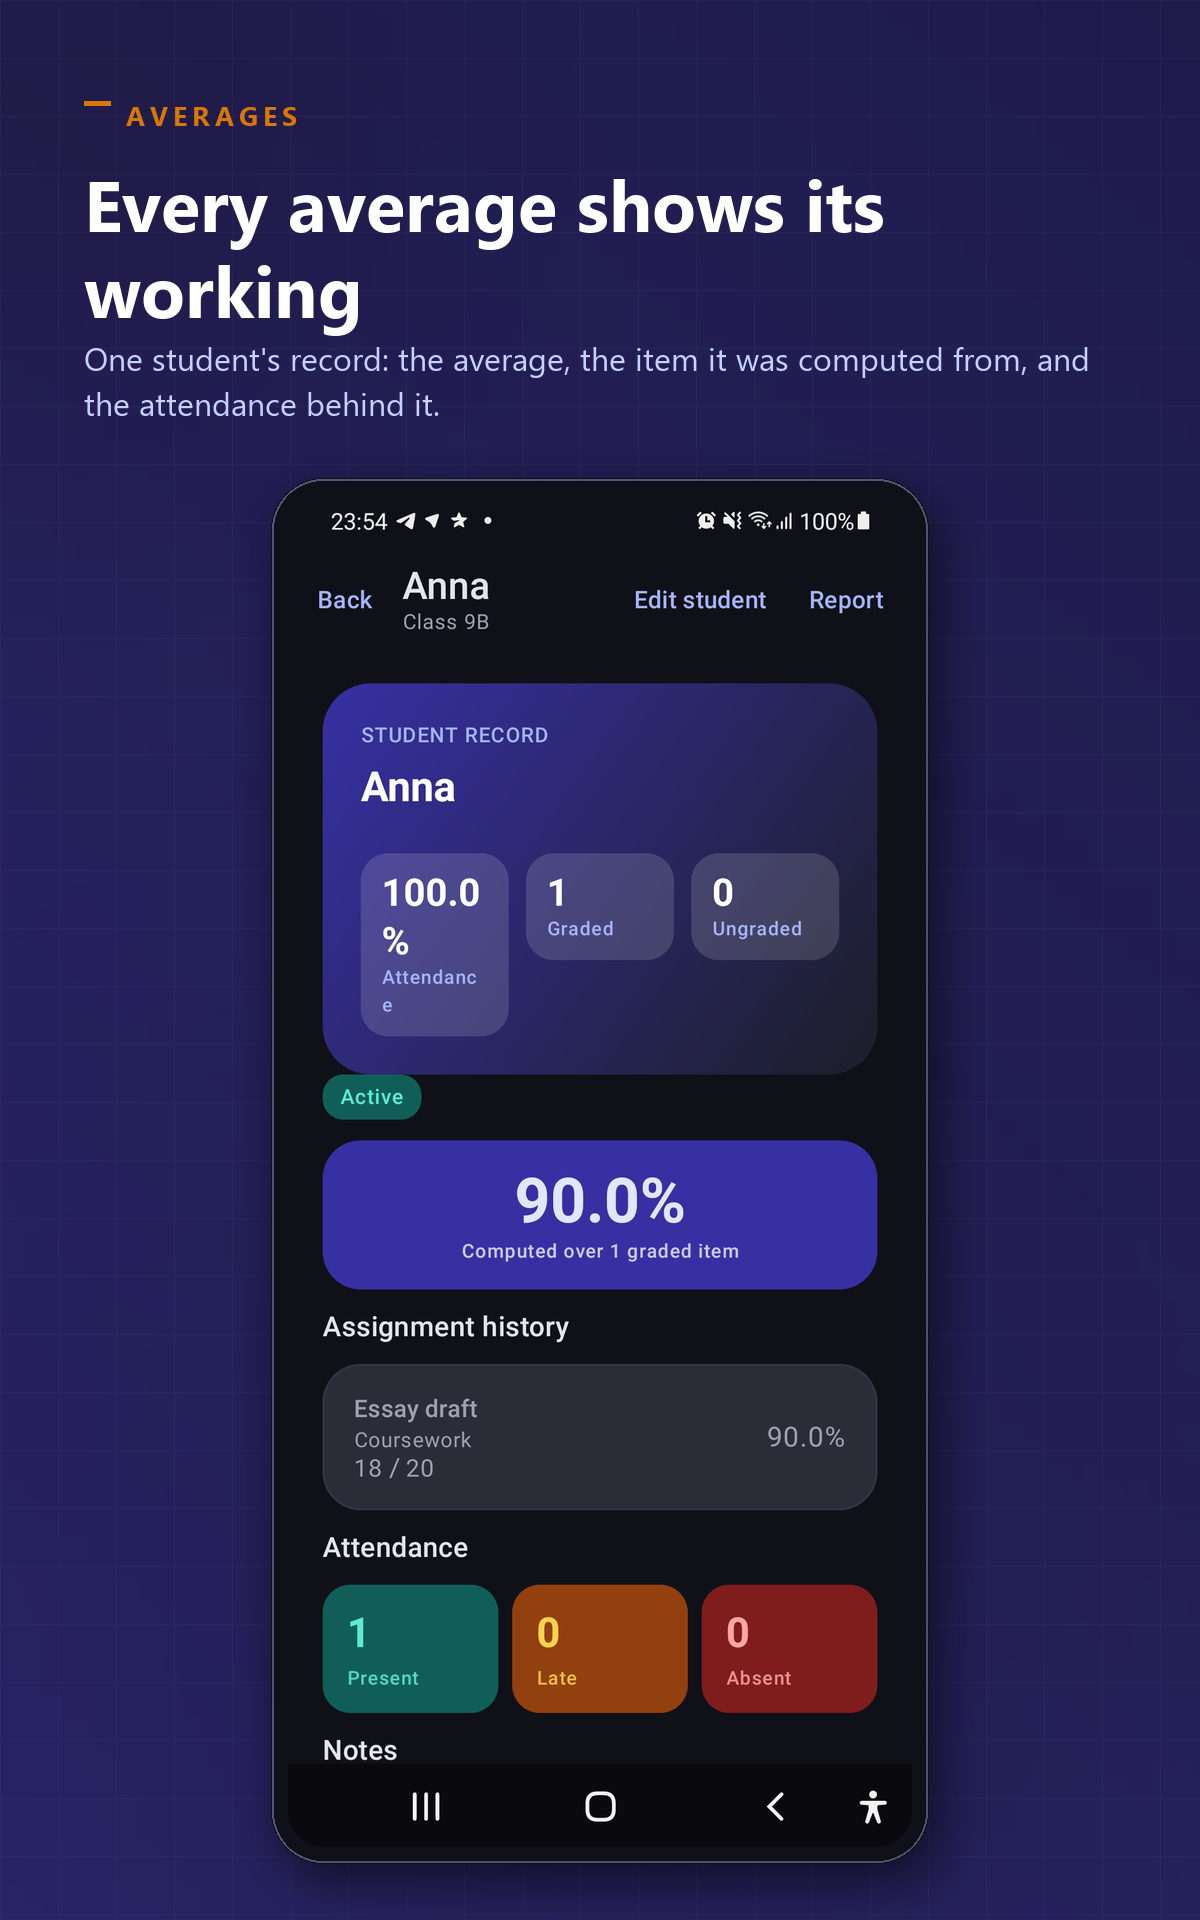 AVERAGES
Every average shows its
working
One student's record: the average, the item it was computed from, and
the attendance behind it.
23:54 100%
Back Anna Edit student Report
Class 9B
STUDENT RECORD
Anna
100.0
%
Attendanc
e
1
Graded
0
Ungraded
Active
90.0%
Computed over 1 graded item
Assignment history
Essay draft
Coursework
18 / 20
90.0%
Attendance
1
Present
0
Late
0
Absent
Notes